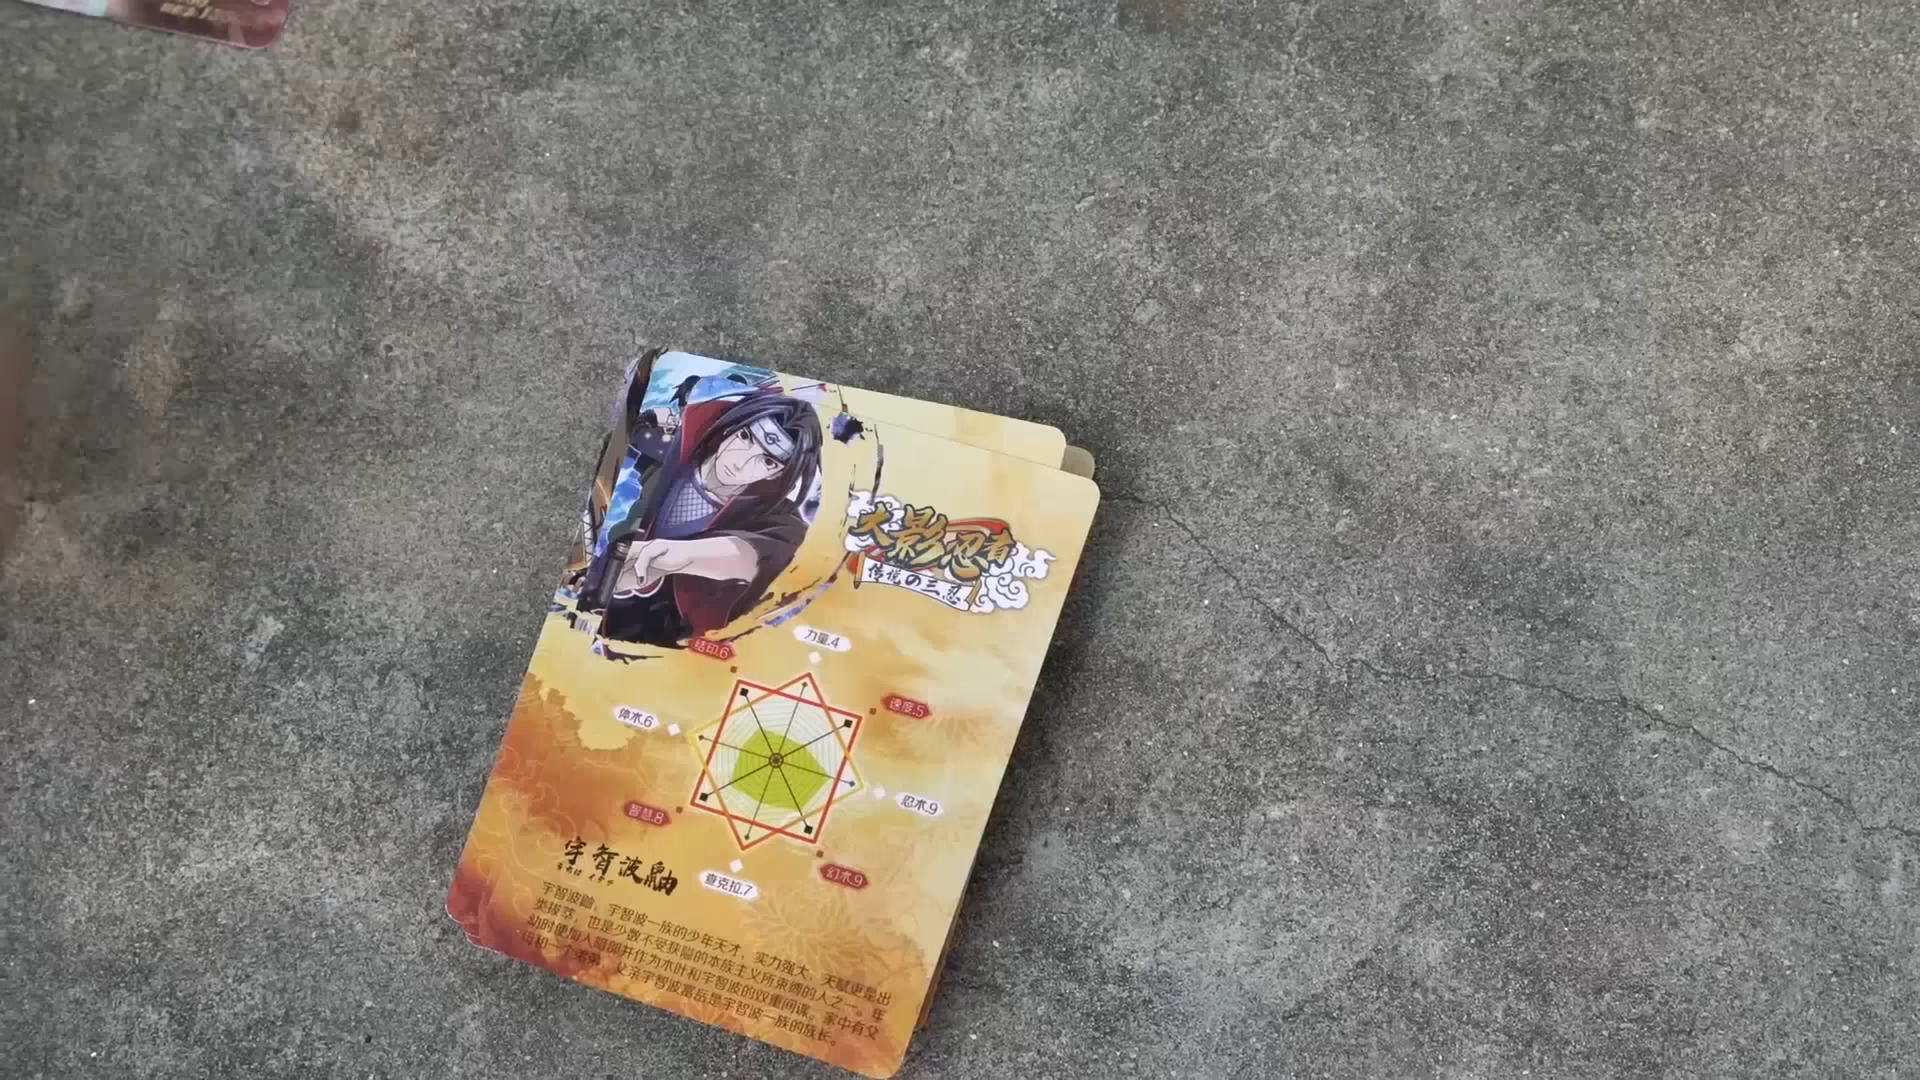 大影忍者
传说の三忍
力量.4
结印.6
速度.5
体术.6
忍术.9
智慧.8
幻术.9
查克拉.7
宇智波鼬
宇智波鼬，宇智波一族的少年天才，实力强大，天赋更是出
类拔萃，也是少数不受狭隘的本族主义所束缚的人之一。年
幼时便加入暗部并作为木叶和宇智波的双重间谍。家中有父
母和一个弟弟，父亲宇智波富岳是宇智波一族的族长。